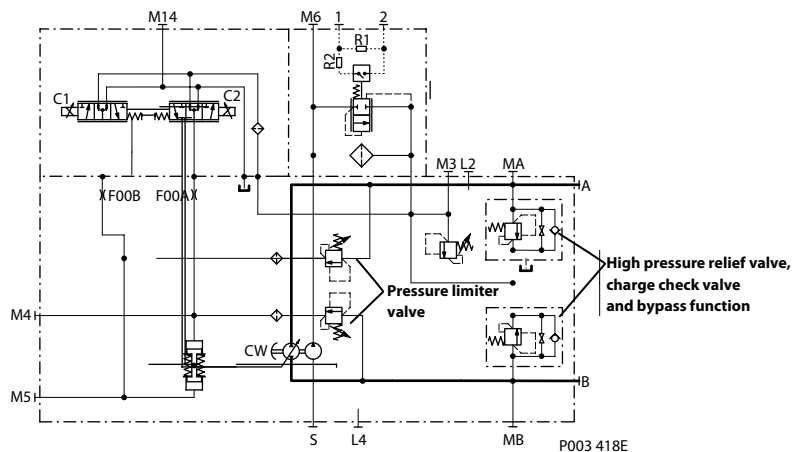 M14
M6
1
2
R1
R2
C1
C2
F00B
F00A
M3
L2
MA
A
High pressure relief valve,
charge check valve
and bypass function
Pressure limiter
valve
M4
CW
M5
B
S
L4
MB
P003 418E